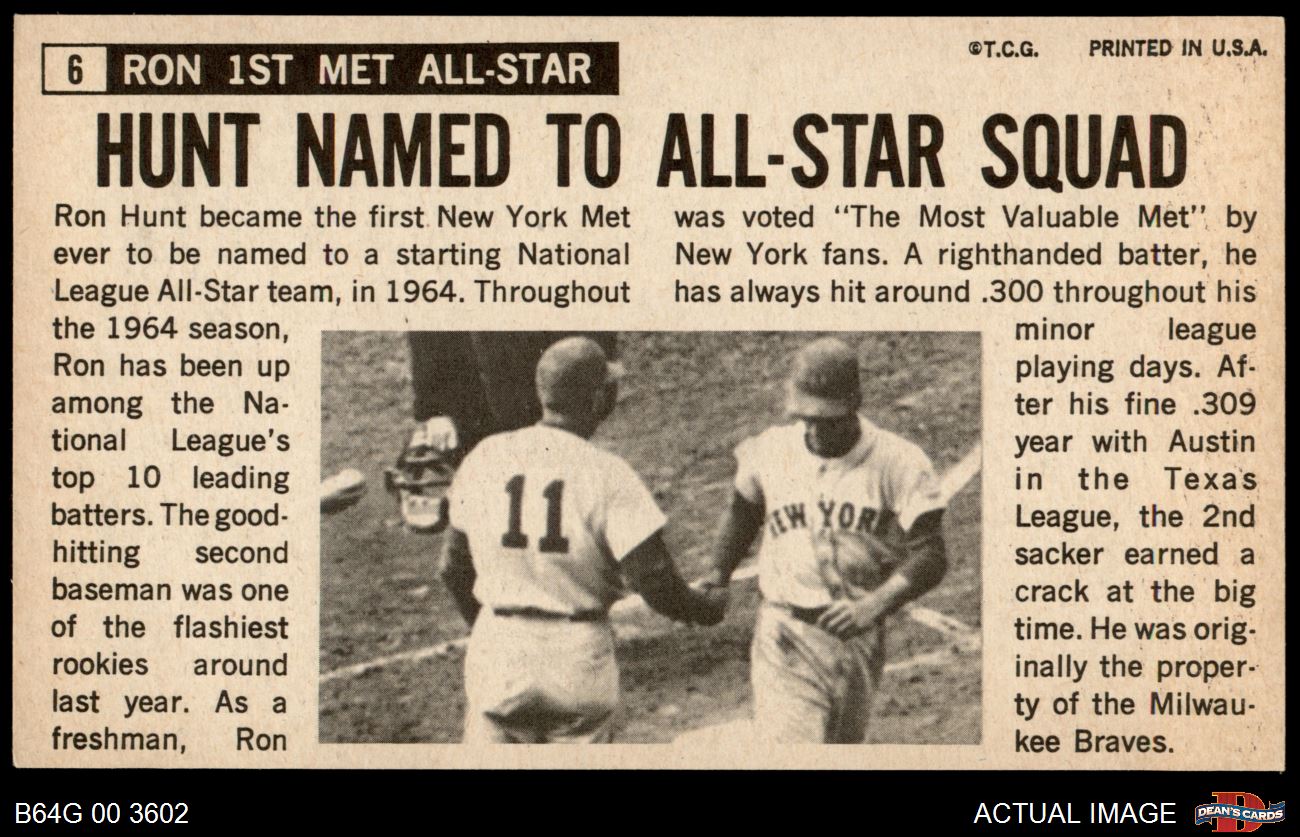 6 RON 1ST MET ALL-STAR
©T.C.G. PRINTED IN U.S.A.
HUNT NAMED TO ALL-STAR SQUAD
Ron Hunt became the first New York Met
ever to be named to a starting National
League All-Star team, in 1964. Throughout
the 1964 season,
Ron has been up
among the Na-
tional League's
top 10 leading
batters. The good-
hitting second
baseman was one
of the flashiest
rookies around
last year. As a
freshman, Ron
was voted "The Most Valuable Met" by
New York fans. A righthanded batter, he
has always hit around .300 throughout his
minor league
playing days. Af-
ter his fine .309
year with Austin
in the Texas
League, the 2nd
sacker earned a
crack at the big
time. He was orig-
inally the proper-
ty of the Milwau-
kee Braves.
11
NEW YORK
B64G 00 3602
ACTUAL IMAGE
DEAN'S CARDS